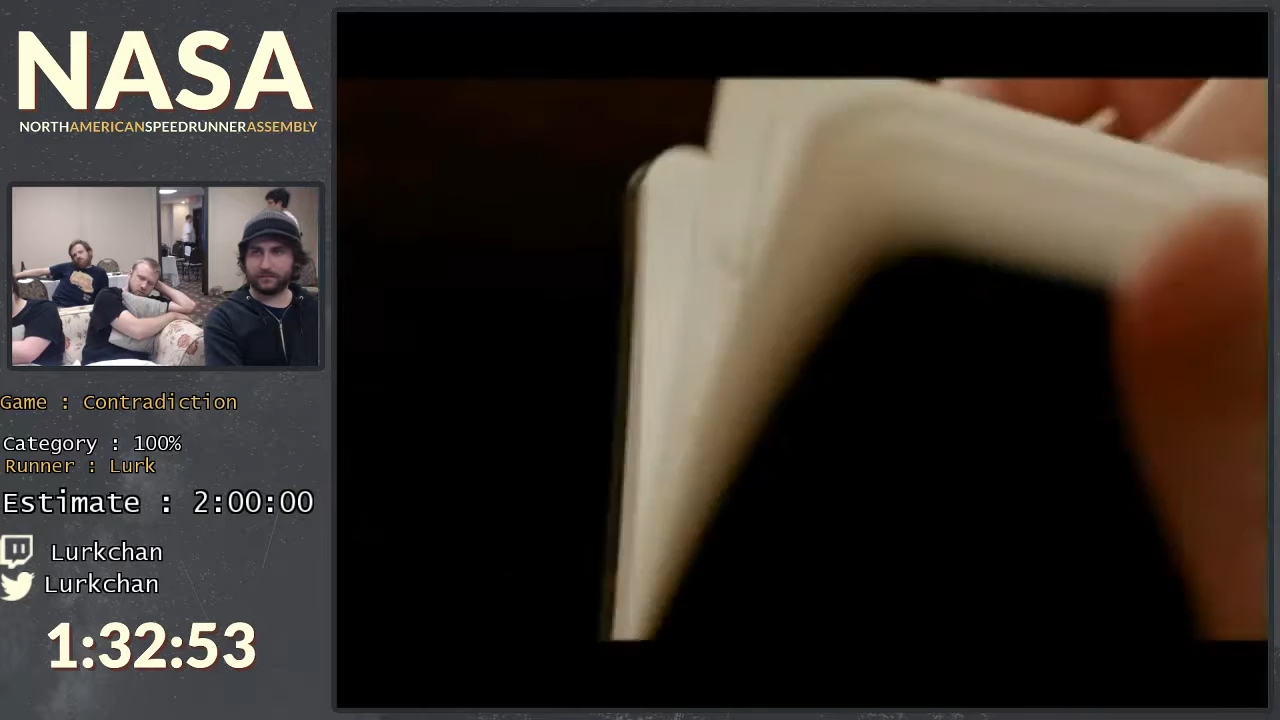 NASA
NORTHAMERICANSPEEDRUNNERASSEMBLY
Game : Contradiction
Category : 100%
Runner : Lurk
Estimate : 2:00:00
Lurkchan
Lurkchan
1:32:53